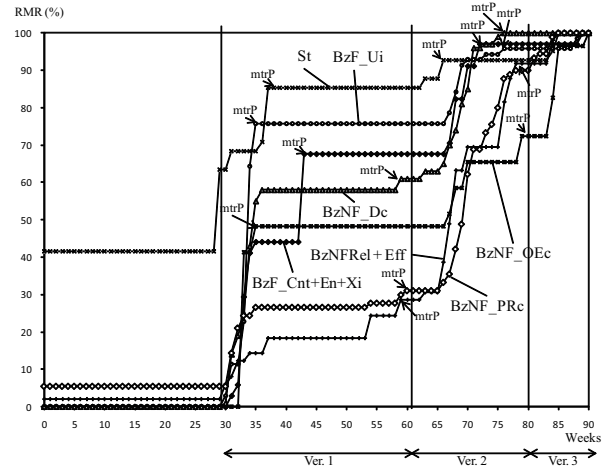 RMR (%)
100
90
80
70
60
50
40
30
20
10
0
mtrP
mtrP
mtrP
mtrP
St
BzF_Ui
mtrP
mtrP
mtrP
mtrP
mtrP
mtrP
BzNF_Dc
mtrP
BzNFRel + Eff
BzNF_OEc
BzF_Cnt+En+Xi
mtrP
mtrP
BzNF_PRc
0 5 10 15 20 25 30 35 40 45 50 55 60 65 70 75 80 85 90
Weeks
Ver. 1 Ver. 2 Ver. 3